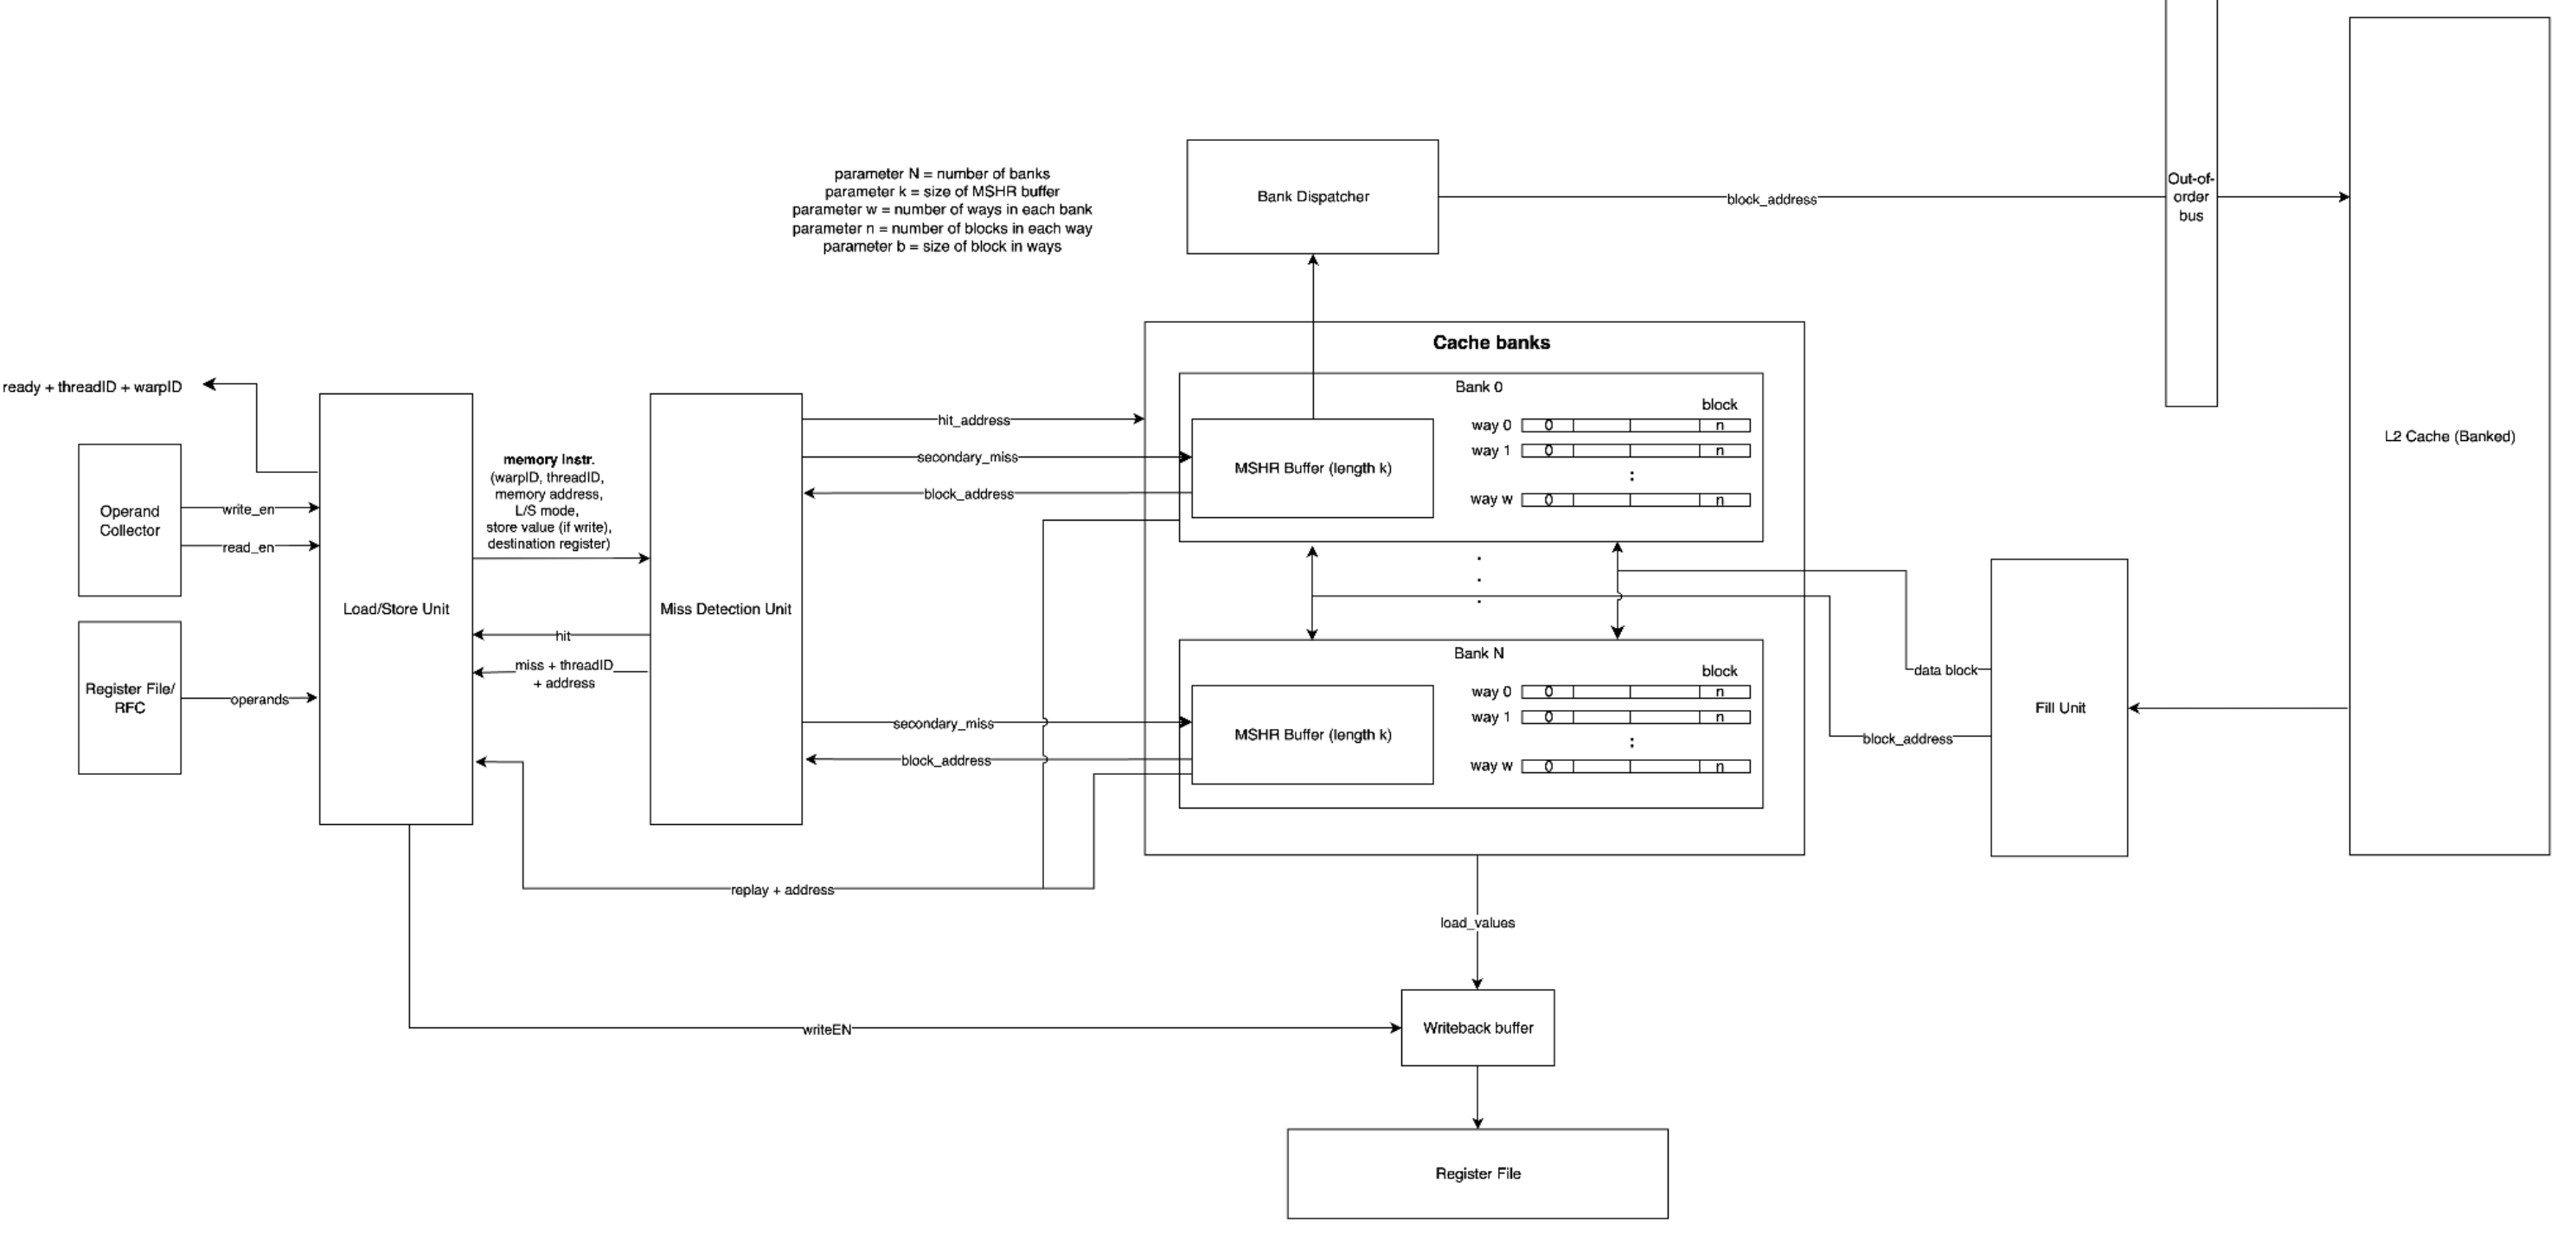 parameter N = number of banks
parameter k = size of MSHR buffer
parameter w = number of ways in each bank
parameter n = number of blocks in each way
parameter b = size of block in ways
Bank Dispatcher
block_address
Out-of-
order
bus
L2 Cache (Banked)
ready + threadID + warpID
Operand
Collector
write_en
read_en
Register File/
RFC
operands
Load/Store Unit
memory Instr.
(warpID, threadID,
memory address,
L/S mode,
store value (if write),
destination register)
hit
miss + threadID
+ address
Miss Detection Unit
hit_address
secondary_miss
block_address
secondary_miss
block_address
replay + address
Cache banks
Bank 0
MSHR Buffer (length k)
block
way 0 0 n
way 1 0 n
:
way w 0 n
.
.
.
Bank N
MSHR Buffer (length k)
block
way 0 0 n
way 1 0 n
:
way w 0 n
data block
block_address
Fill Unit
load_values
writeEN
Writeback buffer
Register File